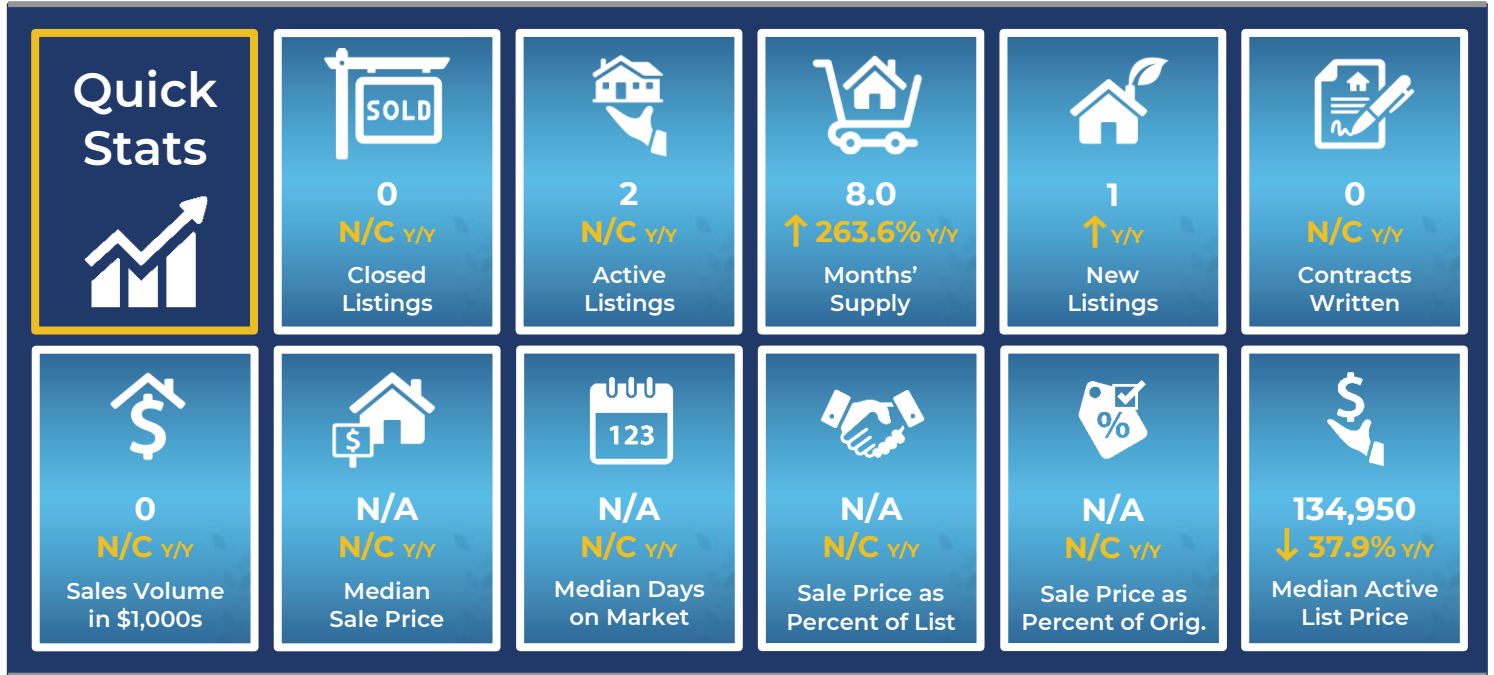 Quick
Stats
SOLD
0
N/C Y/Y
Closed
Listings
2
N/C Y/Y
Active
Listings
8.0
↑ 263.6% Y/Y
Months’
Supply
1
↑ Y/Y
New
Listings
0
N/C Y/Y
Contracts
Written
$
0
N/C Y/Y
Sales Volume
in $1,000s
$
N/A
N/C Y/Y
Median
Sale Price
123
N/A
N/C Y/Y
Median Days
on Market
N/A
N/C Y/Y
Sale Price as
Percent of List
%
N/A
N/C Y/Y
Sale Price as
Percent of Orig.
$
134,950
↓ 37.9% Y/Y
Median Active
List Price